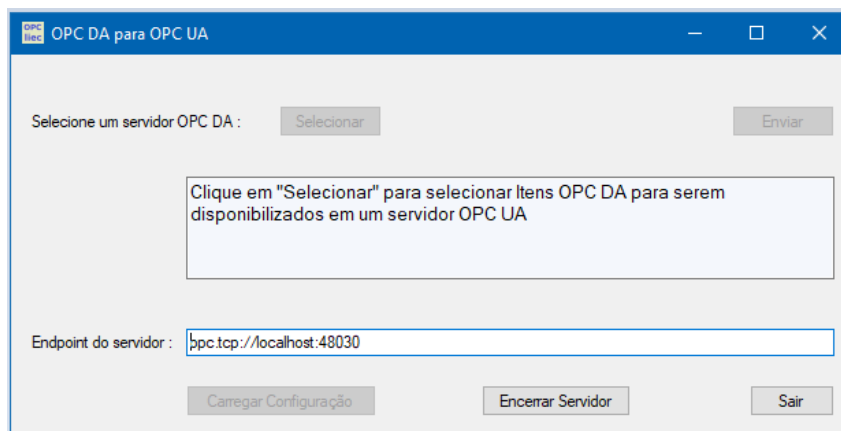 OPC
liec
OPC DA para OPC UA
Selecione um servidor OPC DA :
Selecionar
Enviar
Clique em "Selecionar" para selecionar Itens OPC DA para serem
disponibilizados em um servidor OPC UA
Endpoint do servidor :
opc.tcp://localhost:48030
Carregar Configuração
Encerrar Servidor
Sair